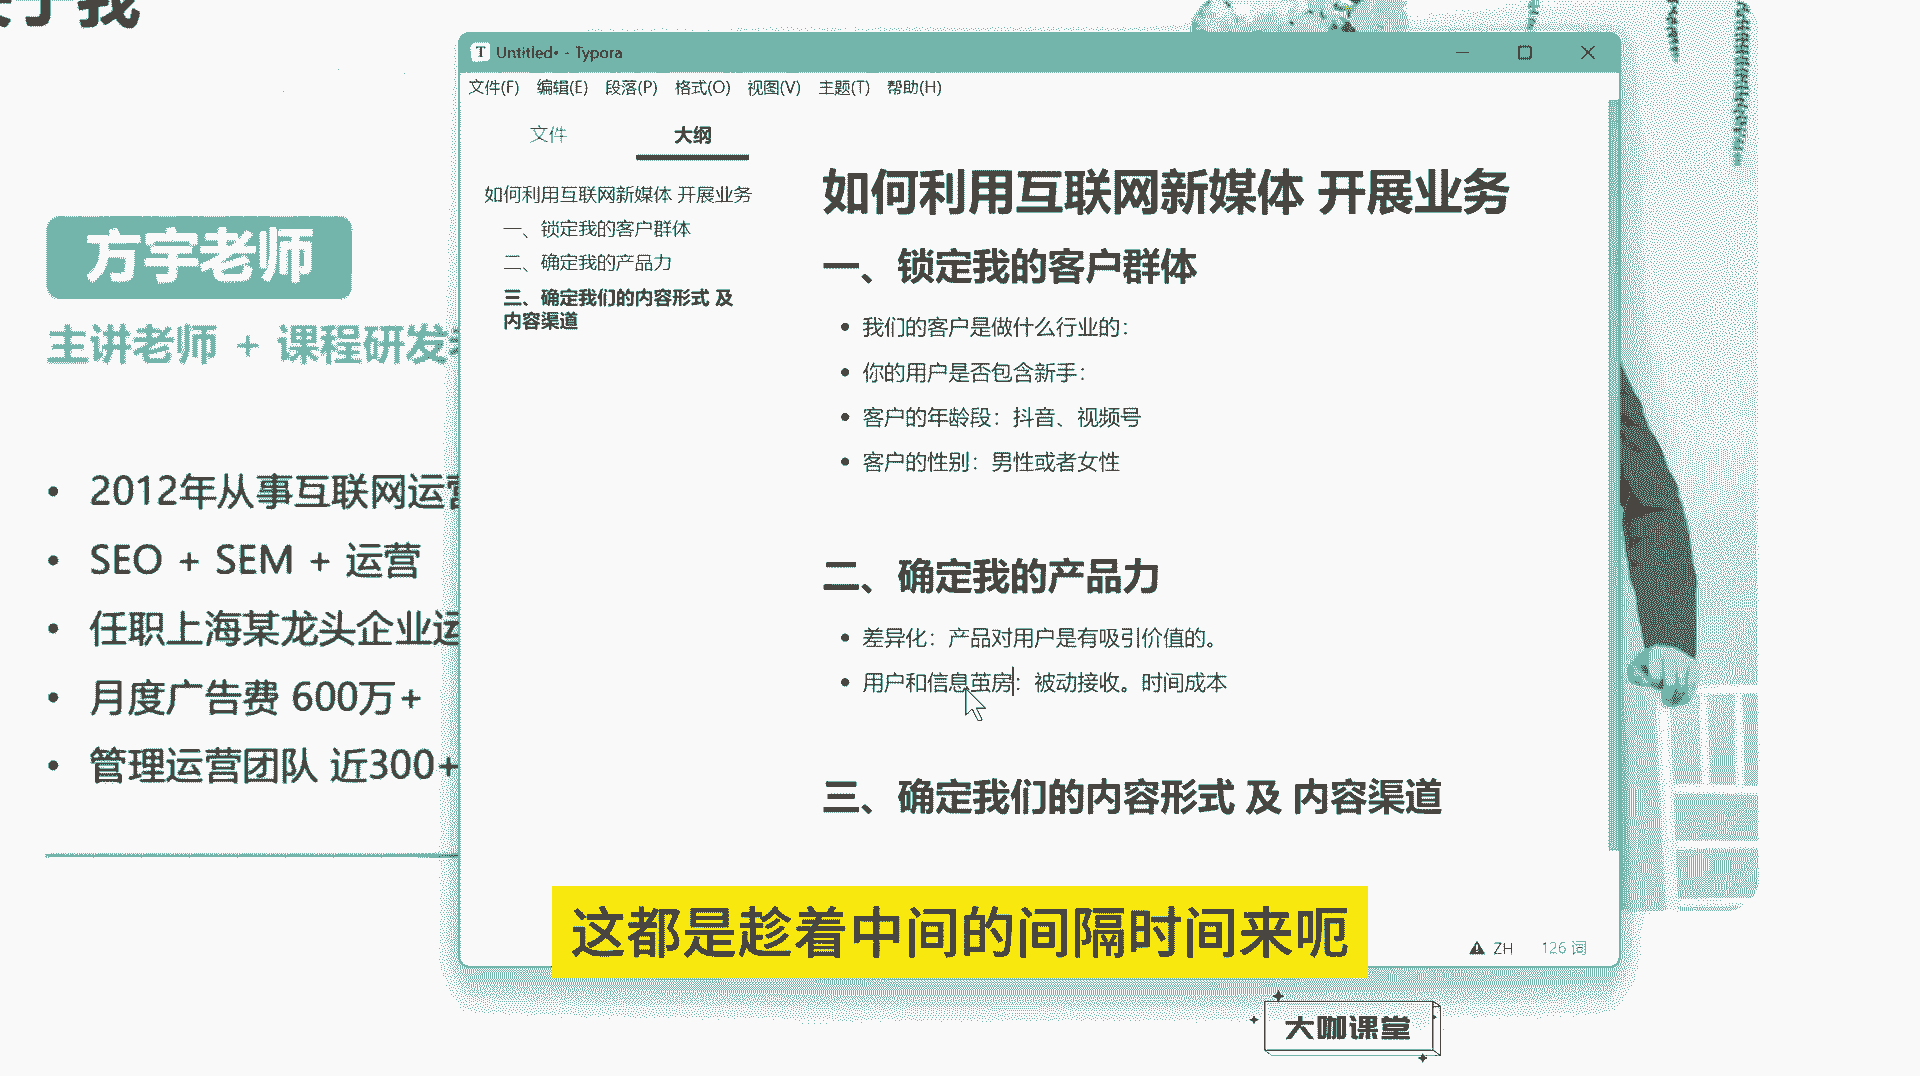 于我
方宇老师
主讲老师 + 课程研发
2012年从事互联网运营
SEO + SEM + 运营
任职上海某龙头企业运
月度广告费 600万+
管理运营团队 近300+
Untitled• - Typora
文件(F) 编辑(E) 段落(P) 格式(O) 视图(V) 主题(T) 帮助(H)
文件 大纲
如何利用互联网新媒体 开展业务
一、锁定我的客户群体
二、确定我的产品力
三、确定我们的内容形式 及
内容渠道
如何利用互联网新媒体 开展业务
一、锁定我的客户群体
我们的客户是做什么行业的：
你的用户是否包含新手：
客户的年龄段：抖音、视频号
客户的性别：男性或者女性
二、确定我的产品力
差异化：产品对用户是有吸引价值的。
用户和信息茧房：被动接收。时间成本
三、确定我们的内容形式 及 内容渠道
这都是趁着中间的间隔时间来呃
ZH 126 词
大咖课堂